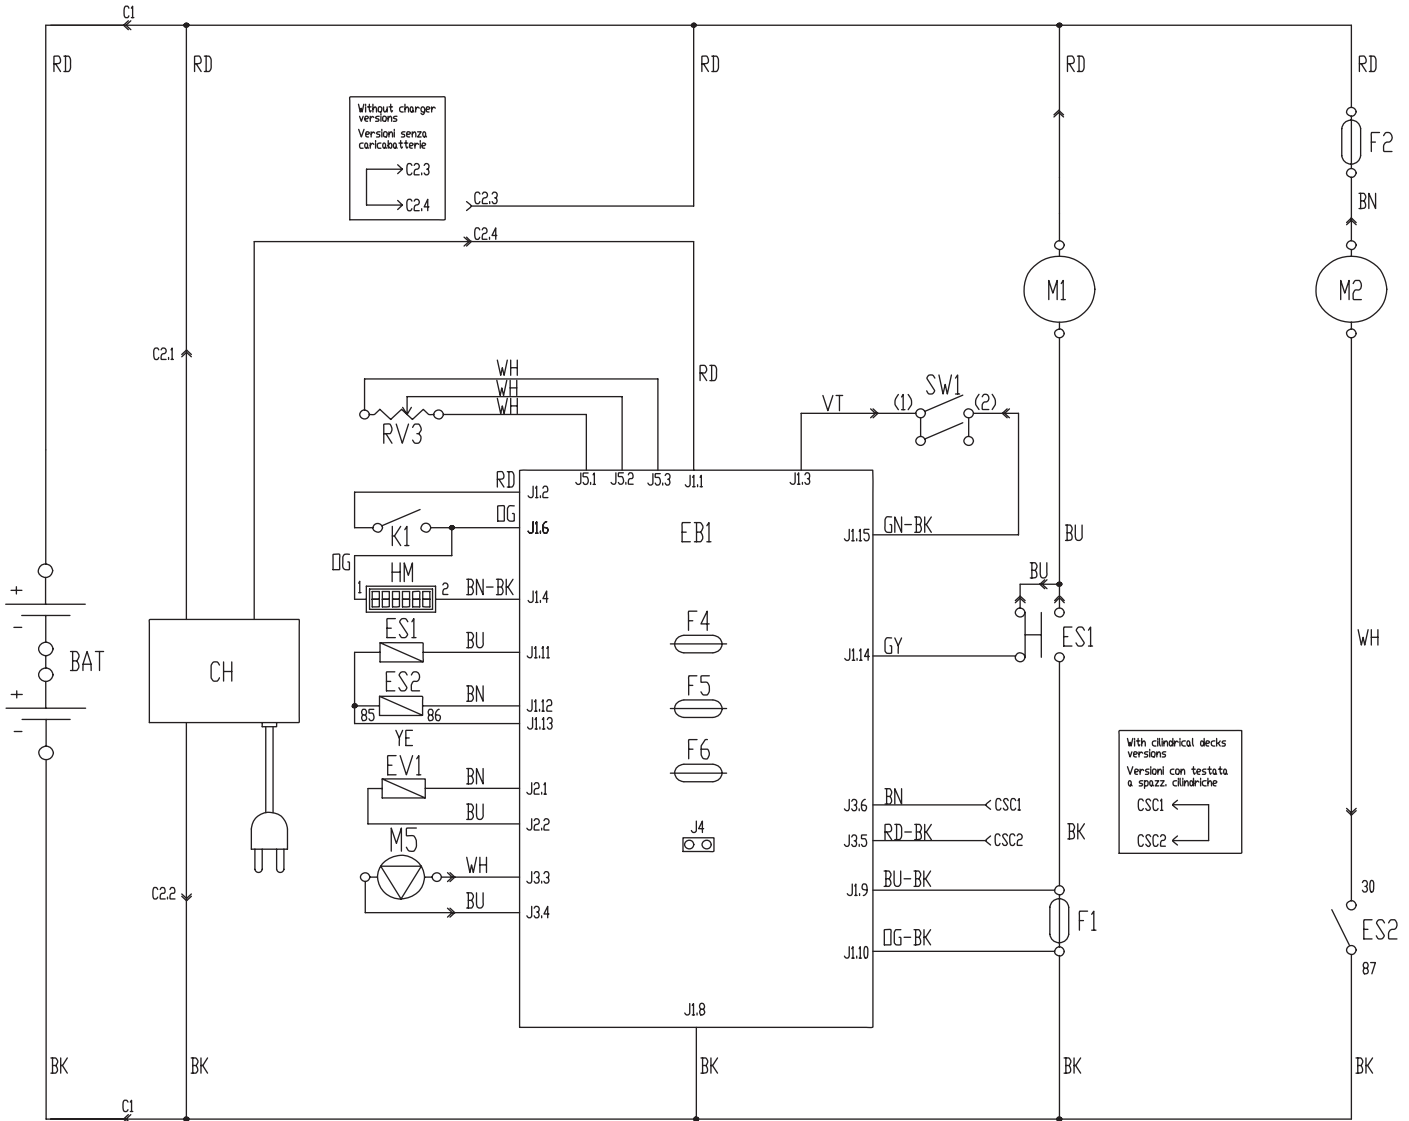 C1
RD
RD
RD
RD
RD
Without charger
versions
Versioni senza
caricabatterie
C2.3
C2.4
C2.3
C2.4
F2
BN
M1
M2
C2.1
WH
WH
WH
RV3
RD
VT
(1)
SW1
(2)
J5.1
J5.2
J5.3
J1.1
J1.3
RD
J1.2
OG
J1.6
K1
EB1
J1.15
GN-BK
BU
OG
HM
1
2
BN-BK
J1.4
BU
+
-
BAT
+
-
CH
ES1
BU
J1.11
F4
J1.14
GY
ES1
WH
ES2
BN
J1.12
85
86
J1.13
F5
YE
EV1
BN
J2.1
F6
BU
J2.2
With cilindrical decks
versions
Versioni con testata
a spazz. cilindriche
CSC1
CSC2
J3.6
BN
CSC1
J3.5
RD-BK
CSC2
BK
J4
M5
WH
J3.3
BU
J3.4
J1.9
BU-BK
F1
J1.10
OG-BK
30
ES2
87
C2.2
J1.8
BK
BK
BK
BK
BK
C1